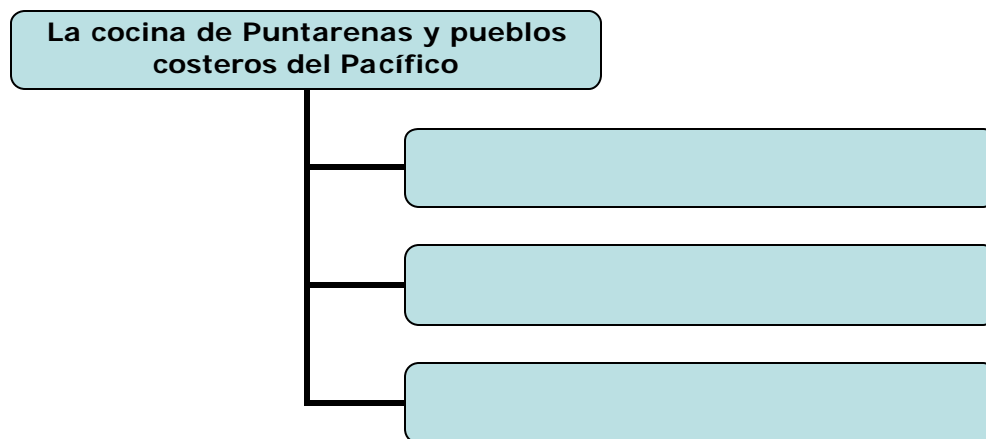 La cocina de Puntarenas y pueblos
costeros del Pacífico